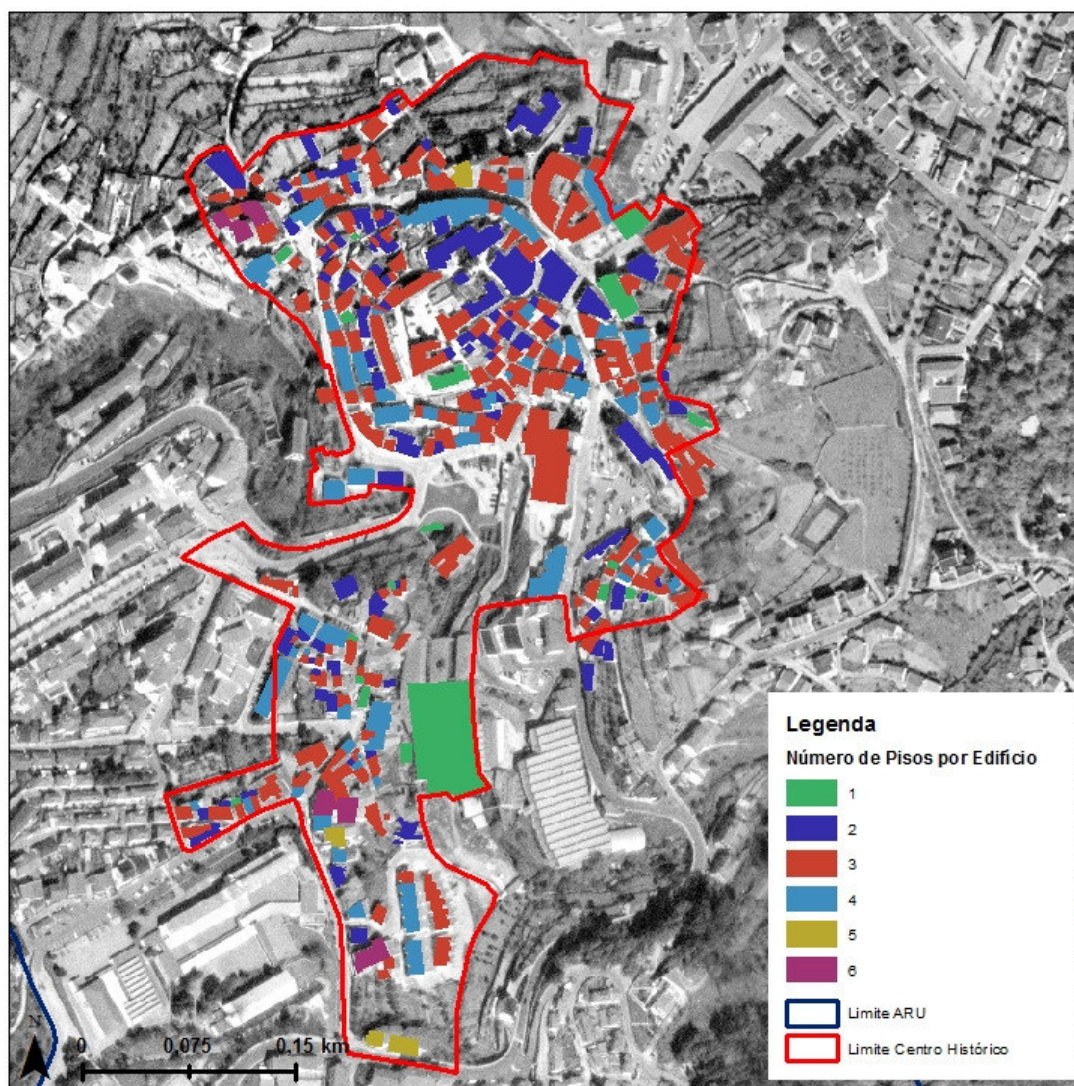 Legenda
Número de Pisos por Edifício
1
2
3
4
5
6
Limite ARU
Limite Centro Histórico
N
0 0,075 0,15 km